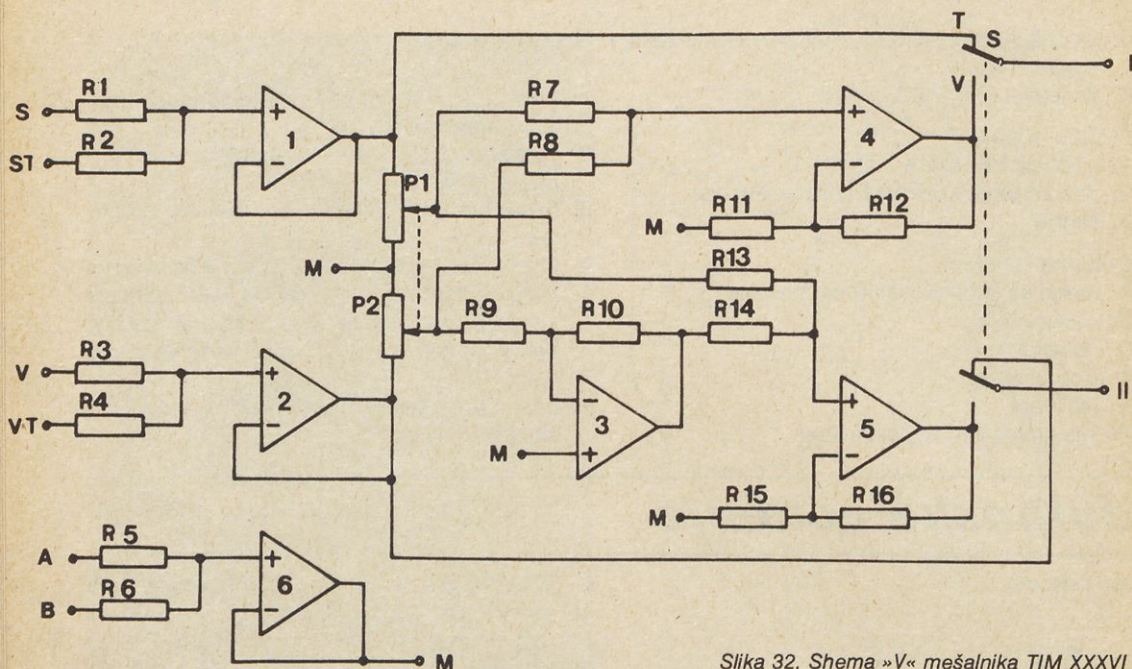 T
S
I
R1
S
R2
ST
+
1
−
R7
R8
V
+
4
−
P1
M
R11
R12
M
R13
P2
R9
R10
R14
R3
V
R4
VT
+
2
−
−
3
+
M
+
5
−
II
M
R15
R16
R5
A
R6
B
+
6
−
M
Slika 32. Shema »V« mešalnika TIM XXXVI